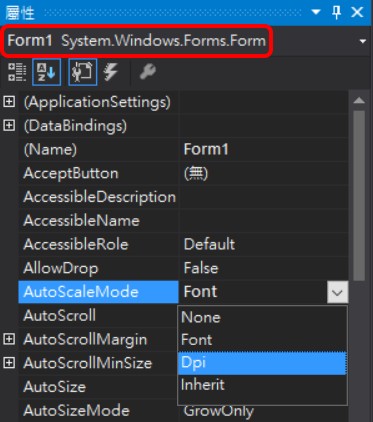 屬性
Form1 System.Windows.Forms.Form
(ApplicationSettings)
(DataBindings)
(Name) Form1
AcceptButton (無)
AccessibleDescription
AccessibleName
AccessibleRole Default
AllowDrop False
AutoScaleMode Font
AutoScroll None
AutoScrollMargin Font
AutoScrollMinSize Dpi
AutoSize Inherit
AutoSizeMode GrowOnly